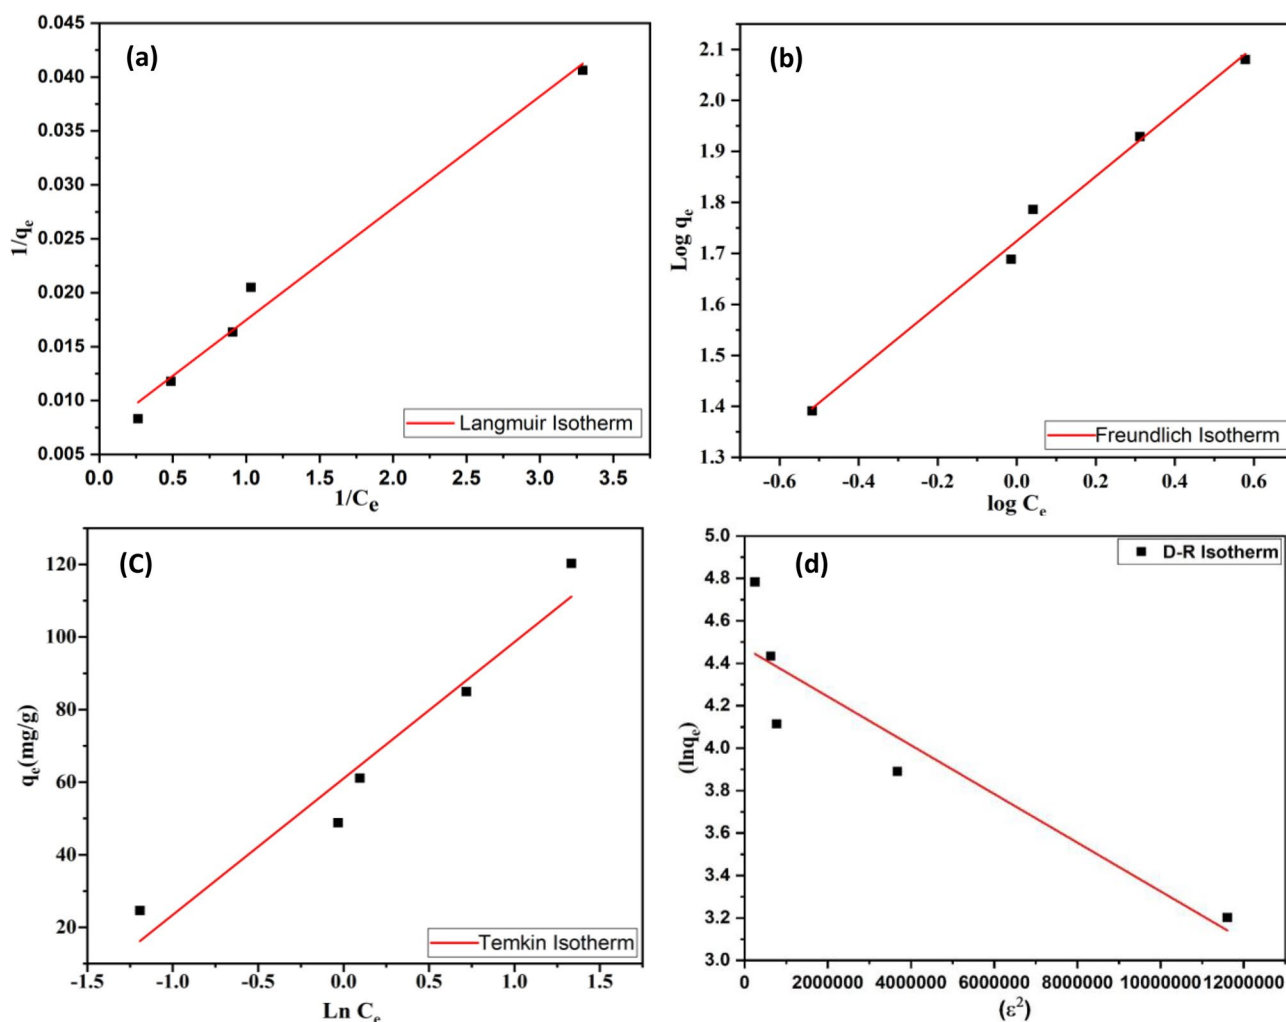 (a)
0.045
0.040
0.035
0.030
0.025
0.020
0.015
0.010
0.005
1/qe
0.0 0.5 1.0 1.5 2.0 2.5 3.0 3.5
1/Ce
Langmuir Isotherm
(b)
2.1
2.0
1.9
1.8
1.7
1.6
1.5
1.4
1.3
Log qe
-0.6 -0.4 -0.2 0.0 0.2 0.4 0.6
log Ce
Freundlich Isotherm
(C)
120
100
80
60
40
20
qe(mg/g)
-1.5 -1.0 -0.5 0.0 0.5 1.0 1.5
Ln Ce
Temkin Isotherm
(d)
D-R Isotherm
5.0
4.8
4.6
4.4
4.2
4.0
3.8
3.6
3.4
3.2
3.0
(lnqe)
0 2000000 4000000 6000000 8000000 10000000 12000000
(ε²)